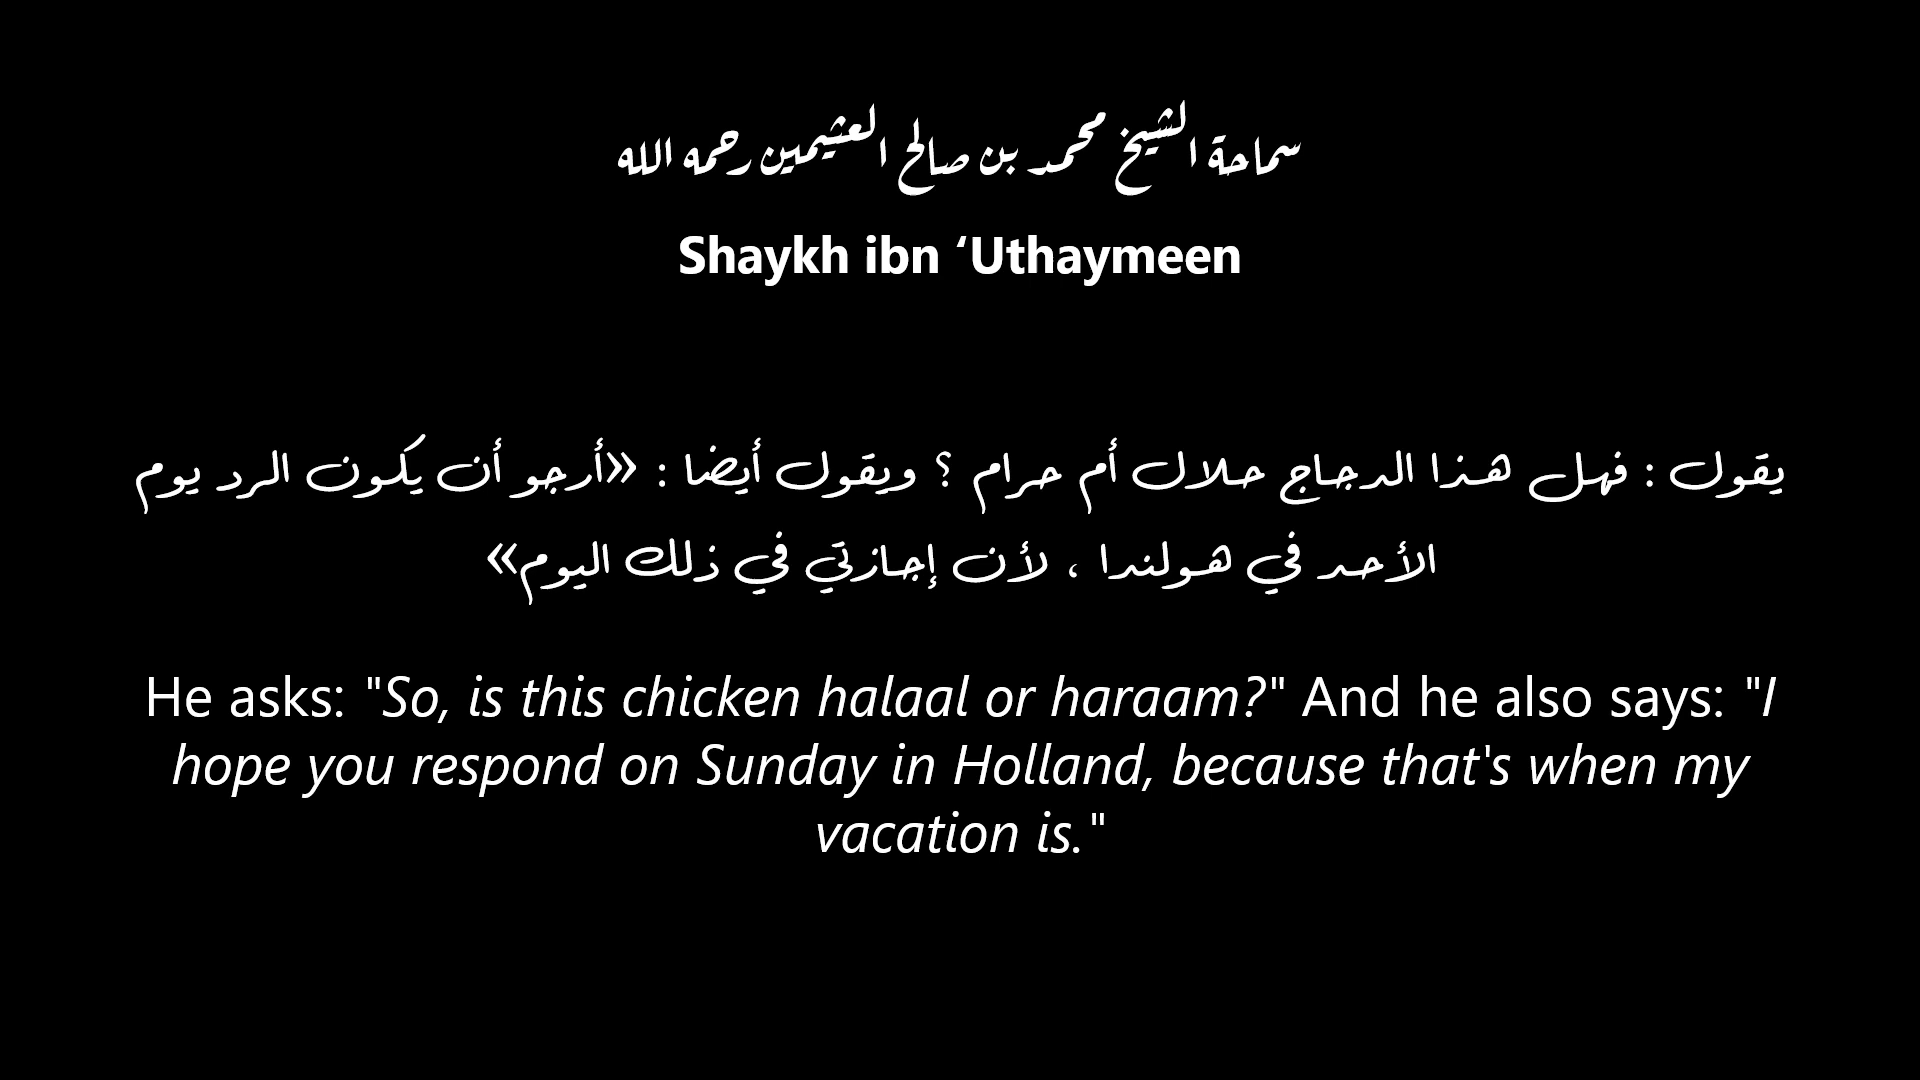 سماحة الشيخ محمد بن صالح العثيمين رحمه الله
Shaykh ibn ‘Uthaymeen
يقول : فهل هذا الدجاج حلال أم حرام ؟ ويقول أيضا : «أرجو أن يكون الرد يوم
الأحد في هولندا ، لأن إجازتي في ذلك اليوم»
He asks: "So, is this chicken halaal or haraam?" And he also says: "I
hope you respond on Sunday in Holland, because that's when my
vacation is."